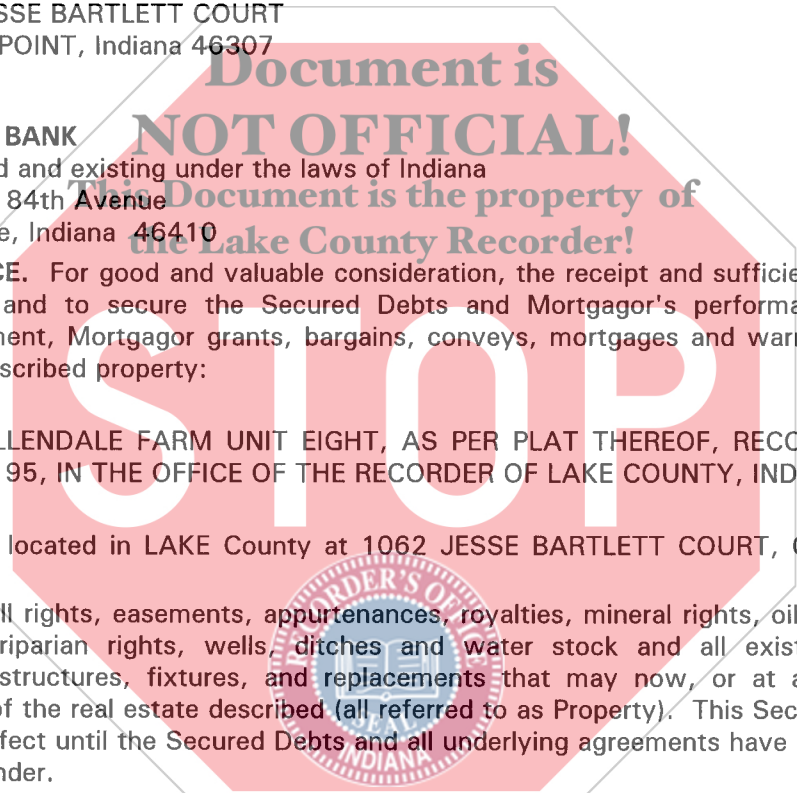 SSE BARTLETT COURT
POINT, Indiana 46307
Document is
BANK
NOT OFFICIAL!
d and existing under the laws of Indiana
84th Avenue
This Document is the property of
e, Indiana 46410
the Lake County Recorder!
CE. For good and valuable consideration, the receipt and sufficie
and to secure the Secured Debts and Mortgagor's performa
ment, Mortgagor grants, bargains, conveys, mortgages and warr
scribed property:
STOP
LLENDALE FARM UNIT EIGHT, AS PER PLAT THEREOF, RECO
95, IN THE OFFICE OF THE RECORDER OF LAKE COUNTY, IND
located in LAKE County at 1062 JESSE BARTLETT COURT, C
ll rights, easements, appurtenances, royalties, mineral rights, oil
riparian rights, wells, ditches and water stock and all exist
structures, fixtures, and replacements that may now, or at a
of the real estate described (all referred to as Property). This Sec
fect until the Secured Debts and all underlying agreements have
nder.
RECORDER'S OFFICE
SEAL
INDIANA